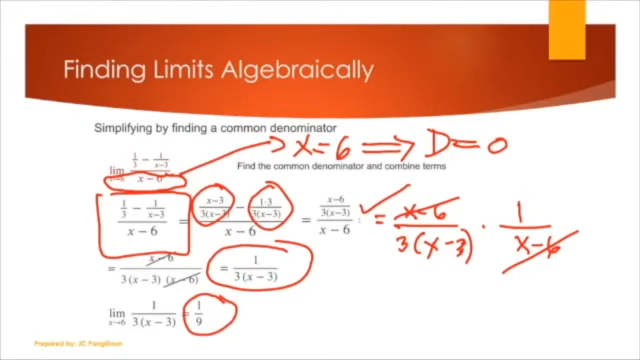 Finding Limits Algebraically
Simplifying by finding a common denominator
lim x→6 (1/3 − 1/(x−3))/(x−6) x=6 ⟹ D=0
Find the common denominator and combine terms
(1/3 − 1/(x−3))/(x−6) = ((x−3)/(3(x−3)) − (1·3)/(3(x−3)))/(x−6) = ((x−6)/(3(x−3)))/(x−6) = (x−6)/(3(x−3)) · 1/(x−6)
= (x−6)/(3(x−3)(x−6)) = 1/(3(x−3))
lim x→6 1/(3(x−3)) = 1/9
Prepared by: JC Pangilinan